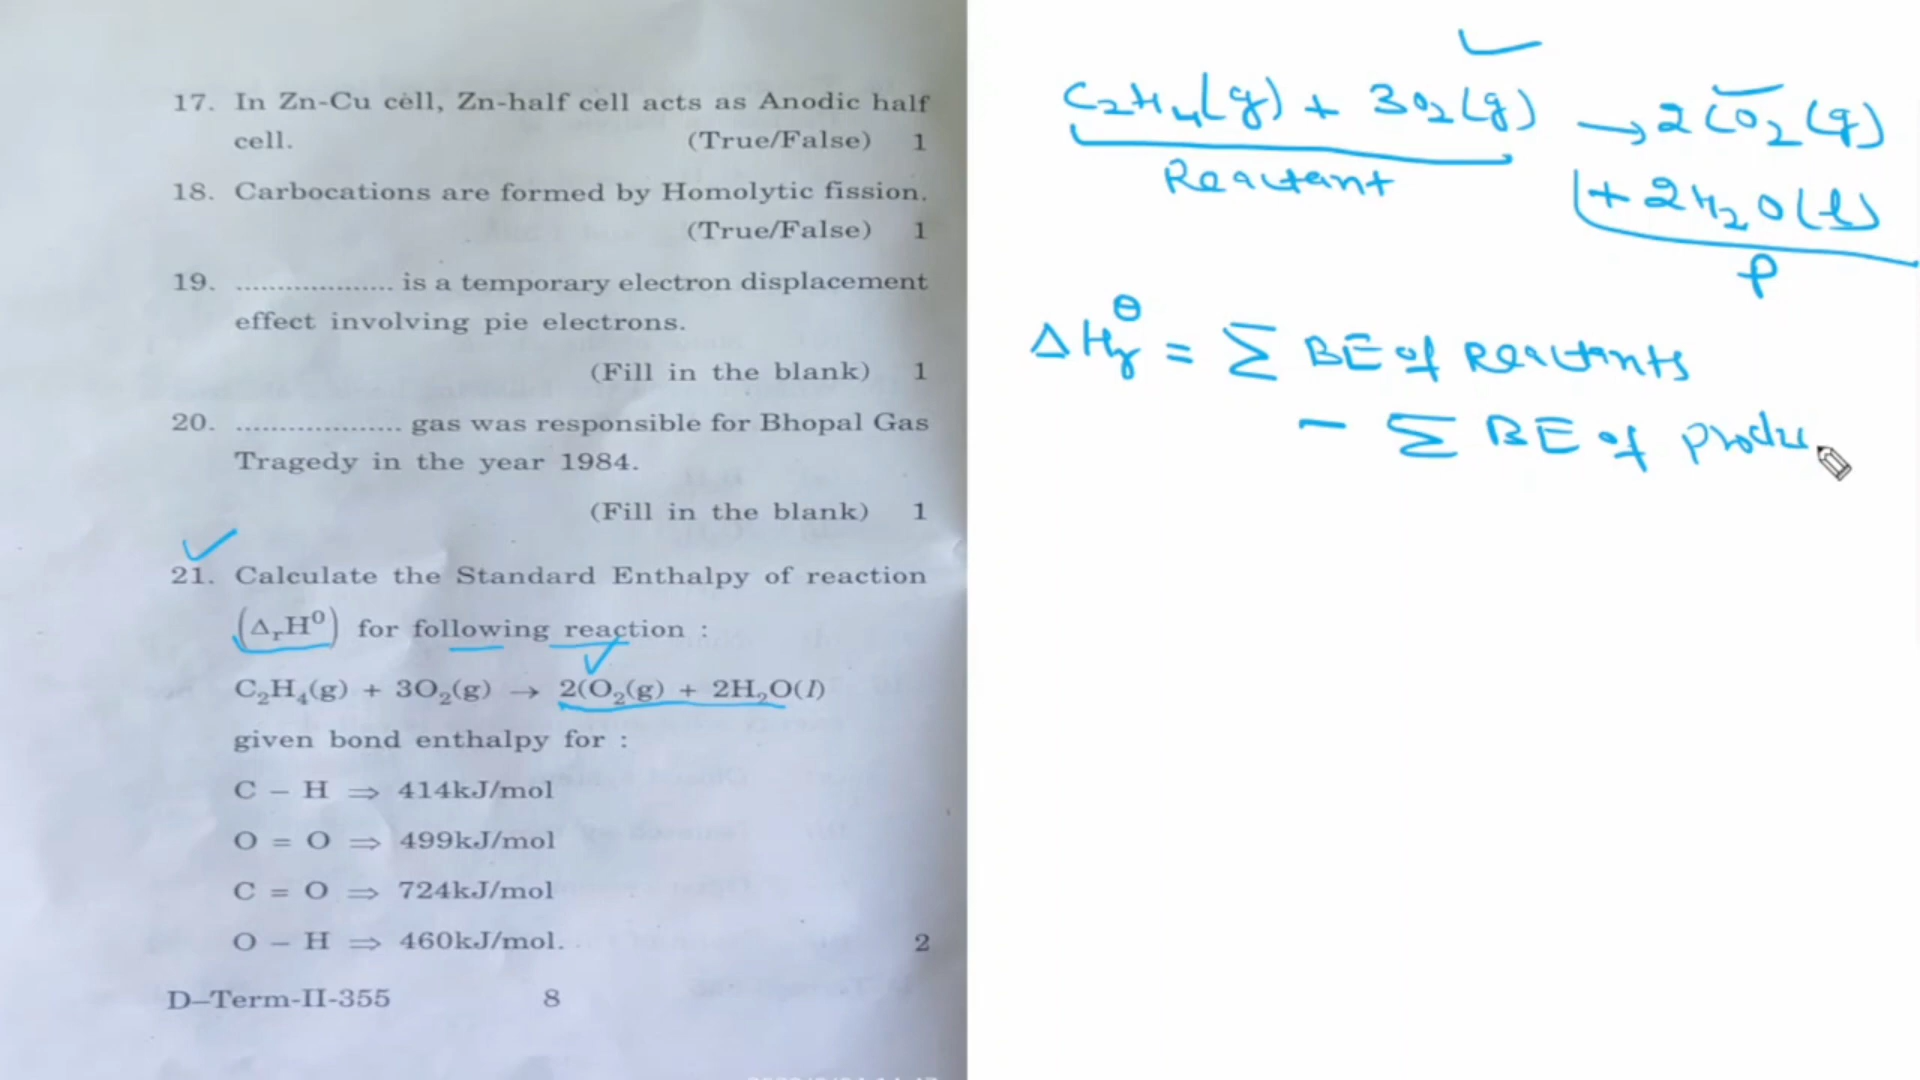 17. In Zn-Cu cell, Zn-half cell acts as Anodic half
cell. (True/False) 1
18. Carbocations are formed by Homolytic fission.
(True/False) 1
19. ................... is a temporary electron displacement
effect involving pie electrons.
(Fill in the blank) 1
20. ................... gas was responsible for Bhopal Gas
Tragedy in the year 1984.
(Fill in the blank) 1
21. Calculate the Standard Enthalpy of reaction
(ΔᵣH⁰) for following reaction :
C₂H₄(g) + 3O₂(g) → 2(O₂(g) + 2H₂O(l)
given bond enthalpy for :
C – H ⇒ 414kJ/mol
O = O ⇒ 499kJ/mol
C = O ⇒ 724kJ/mol
O – H ⇒ 460kJ/mol. 2
D–Term-II-355 8
C₂H₄(g) + 3O₂(g) → 2CO₂(g)
Reactant + 2H₂O(l)
P
ΔHᵣ^θ = Σ BE of Reactants
– Σ BE of Produ